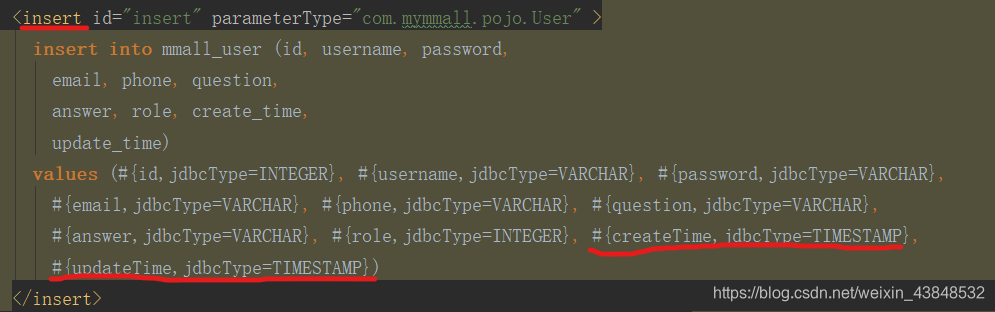 <insert id="insert" parameterType="com.mymmall.pojo.User" >
insert into mmall_user (id, username, password,
email, phone, question,
answer, role, create_time,
update_time)
values (#{id,jdbcType=INTEGER}, #{username,jdbcType=VARCHAR}, #{password,jdbcType=VARCHAR},
#{email,jdbcType=VARCHAR}, #{phone,jdbcType=VARCHAR}, #{question,jdbcType=VARCHAR},
#{answer,jdbcType=VARCHAR}, #{role,jdbcType=INTEGER}, #{createTime,jdbcType=TIMESTAMP},
#{updateTime,jdbcType=TIMESTAMP})
</insert>
https://blog.csdn.net/weixin_43848532